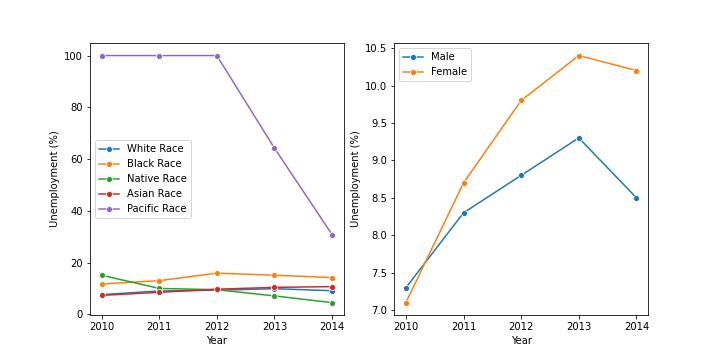 100
80
60
40
20
0
Unemployment (%)
White Race
Black Race
Native Race
Asian Race
Pacific Race
2010 2011 2012 2013 2014
Year
10.5
10.0
9.5
9.0
8.5
8.0
7.5
7.0
Unemployment (%)
Male
Female
2010 2011 2012 2013 2014
Year